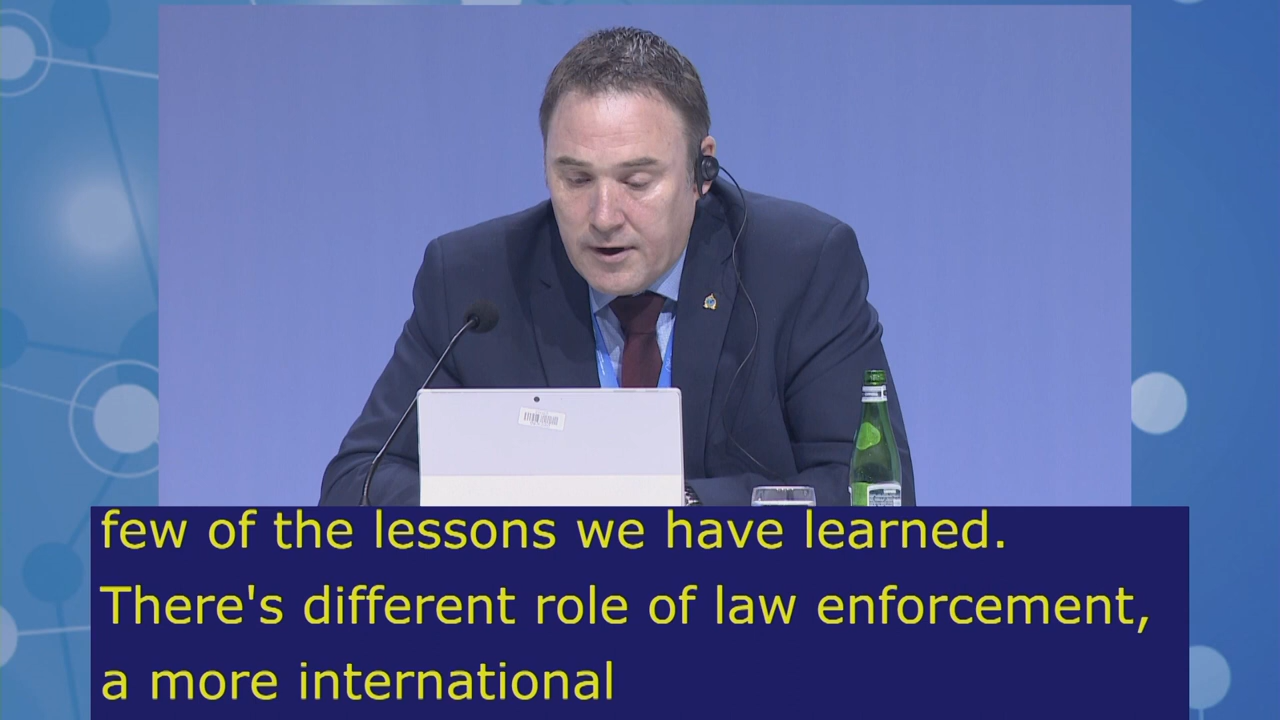 few of the lessons we have learned.
There's different role of law enforcement,
a more international